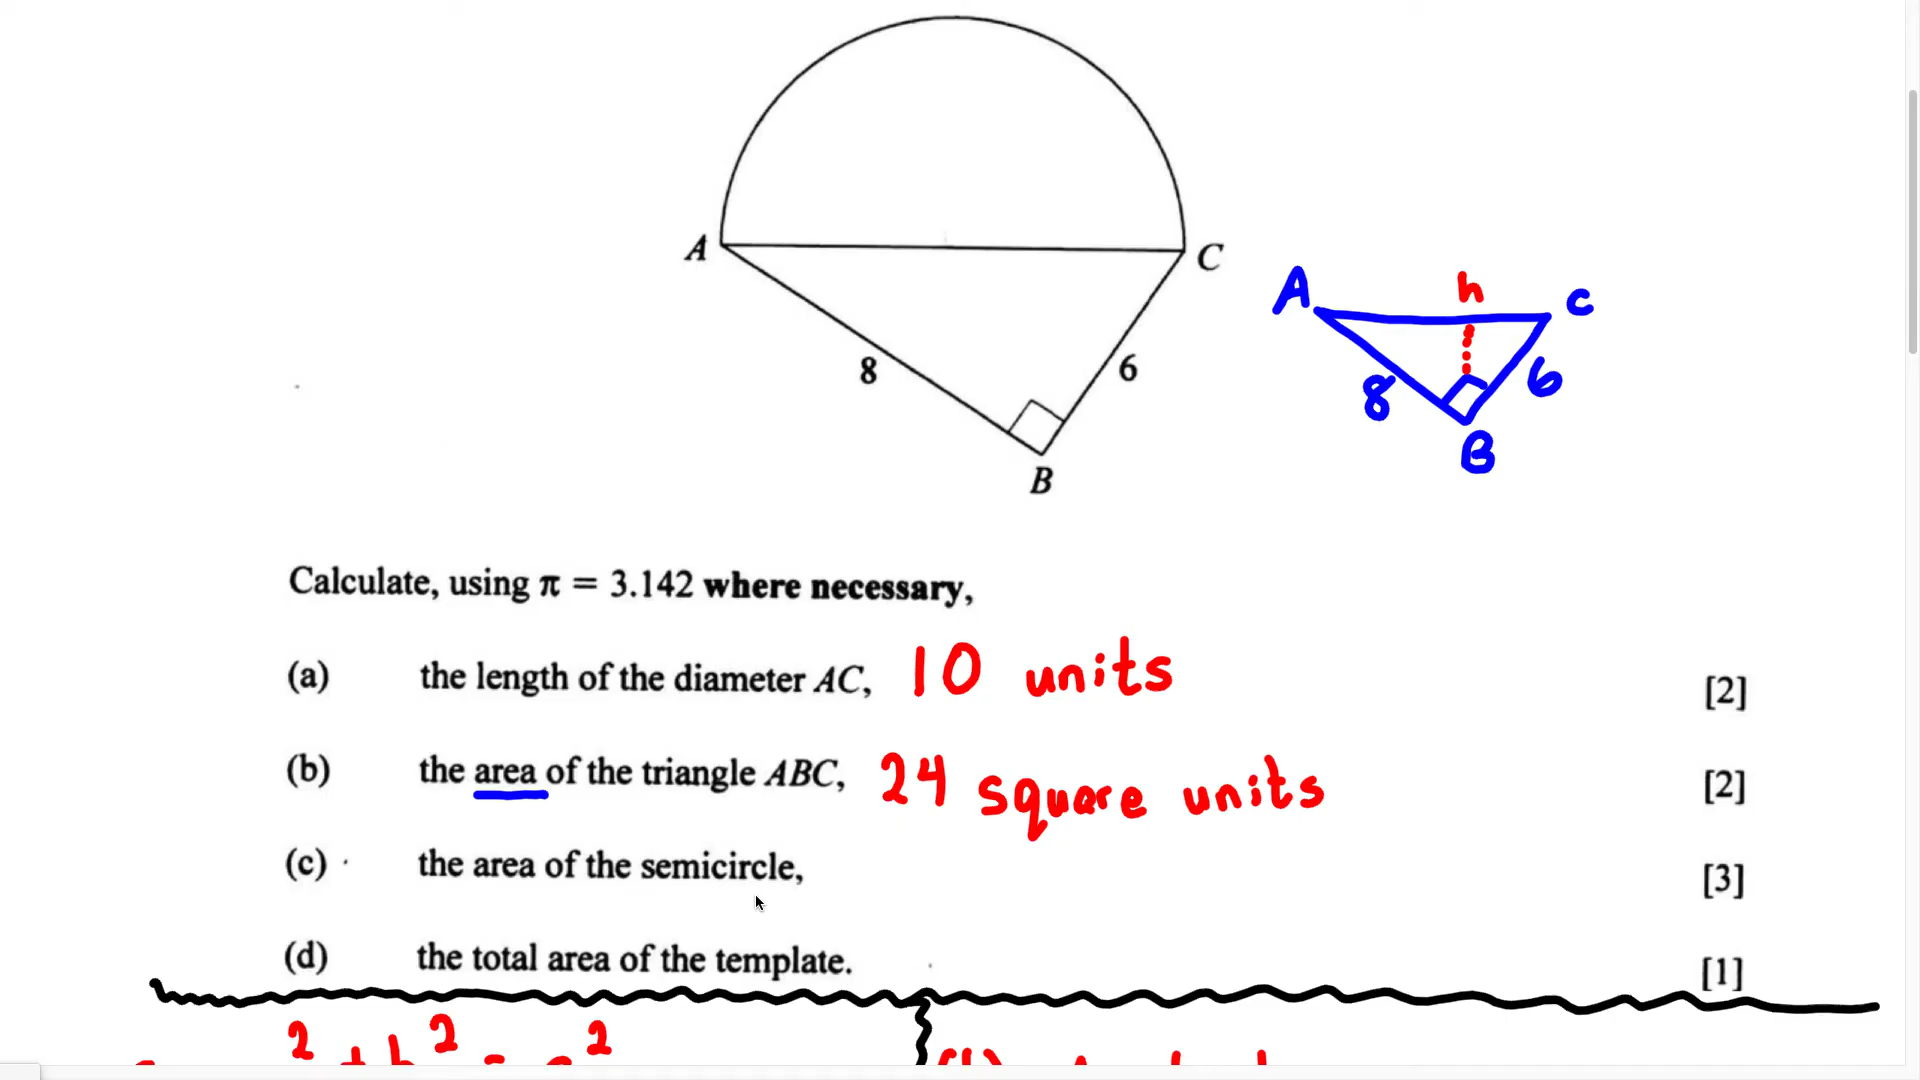 A
C
8
6
B
A
h
c
8
6
B
Calculate, using π = 3.142 where necessary,
(a) the length of the diameter AC, 10 units [2]
(b) the area of the triangle ABC, 24 square units [2]
(c) the area of the semicircle, [3]
(d) the total area of the template. [1]